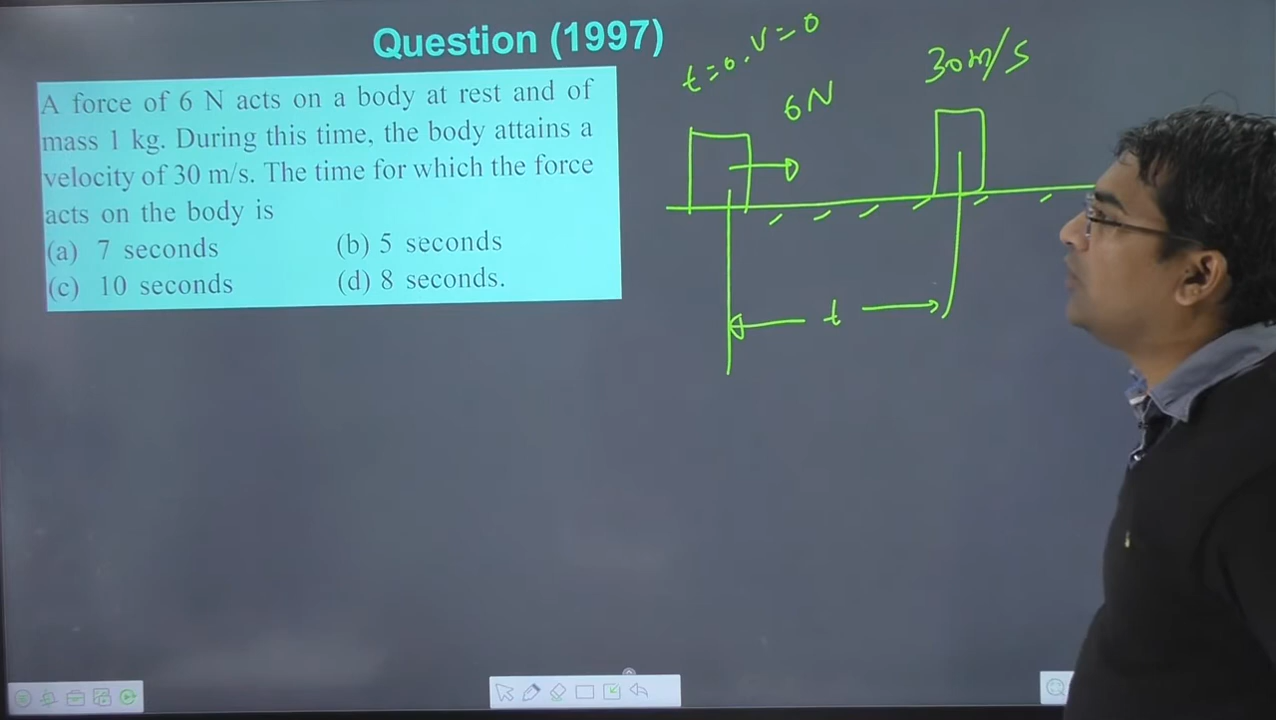 Question (1997)
A force of 6 N acts on a body at rest and of
mass 1 kg. During this time, the body attains a
velocity of 30 m/s. The time for which the force
acts on the body is
(a) 7 seconds (b) 5 seconds
(c) 10 seconds (d) 8 seconds.
t=0. v=0
6N
30m/s
t